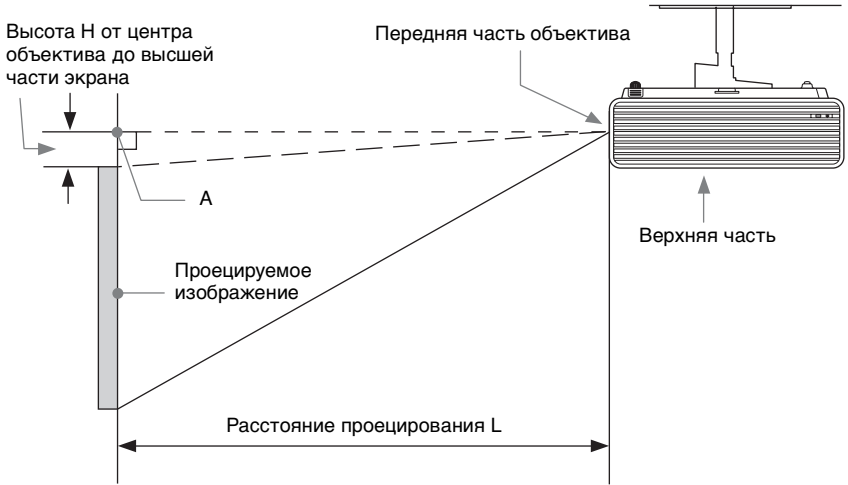 Высота H от центра
объектива до высшей
части экрана
Передняя часть объектива
A
Верхняя часть
Проецируемое
изображение
Расстояние проецирования L